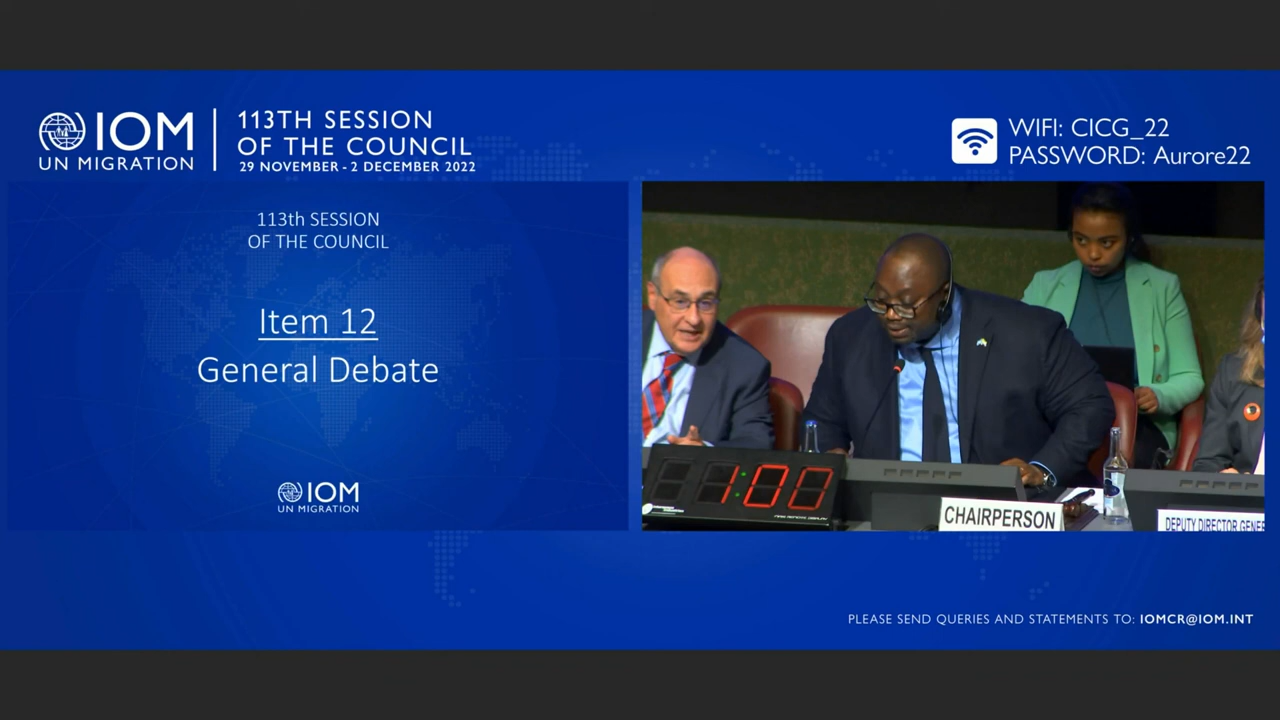 IOM
UN MIGRATION
113TH SESSION
OF THE COUNCIL
29 NOVEMBER - 2 DECEMBER 2022
WIFI: CICG_22
PASSWORD: Aurore22
113th SESSION
OF THE COUNCIL
Item 12
General Debate
IOM
UN MIGRATION
1:00
CHAIRPERSON
DEPUTY DIRECTOR GENE
PLEASE SEND QUERIES AND STATEMENTS TO: IOMCR@IOM.INT